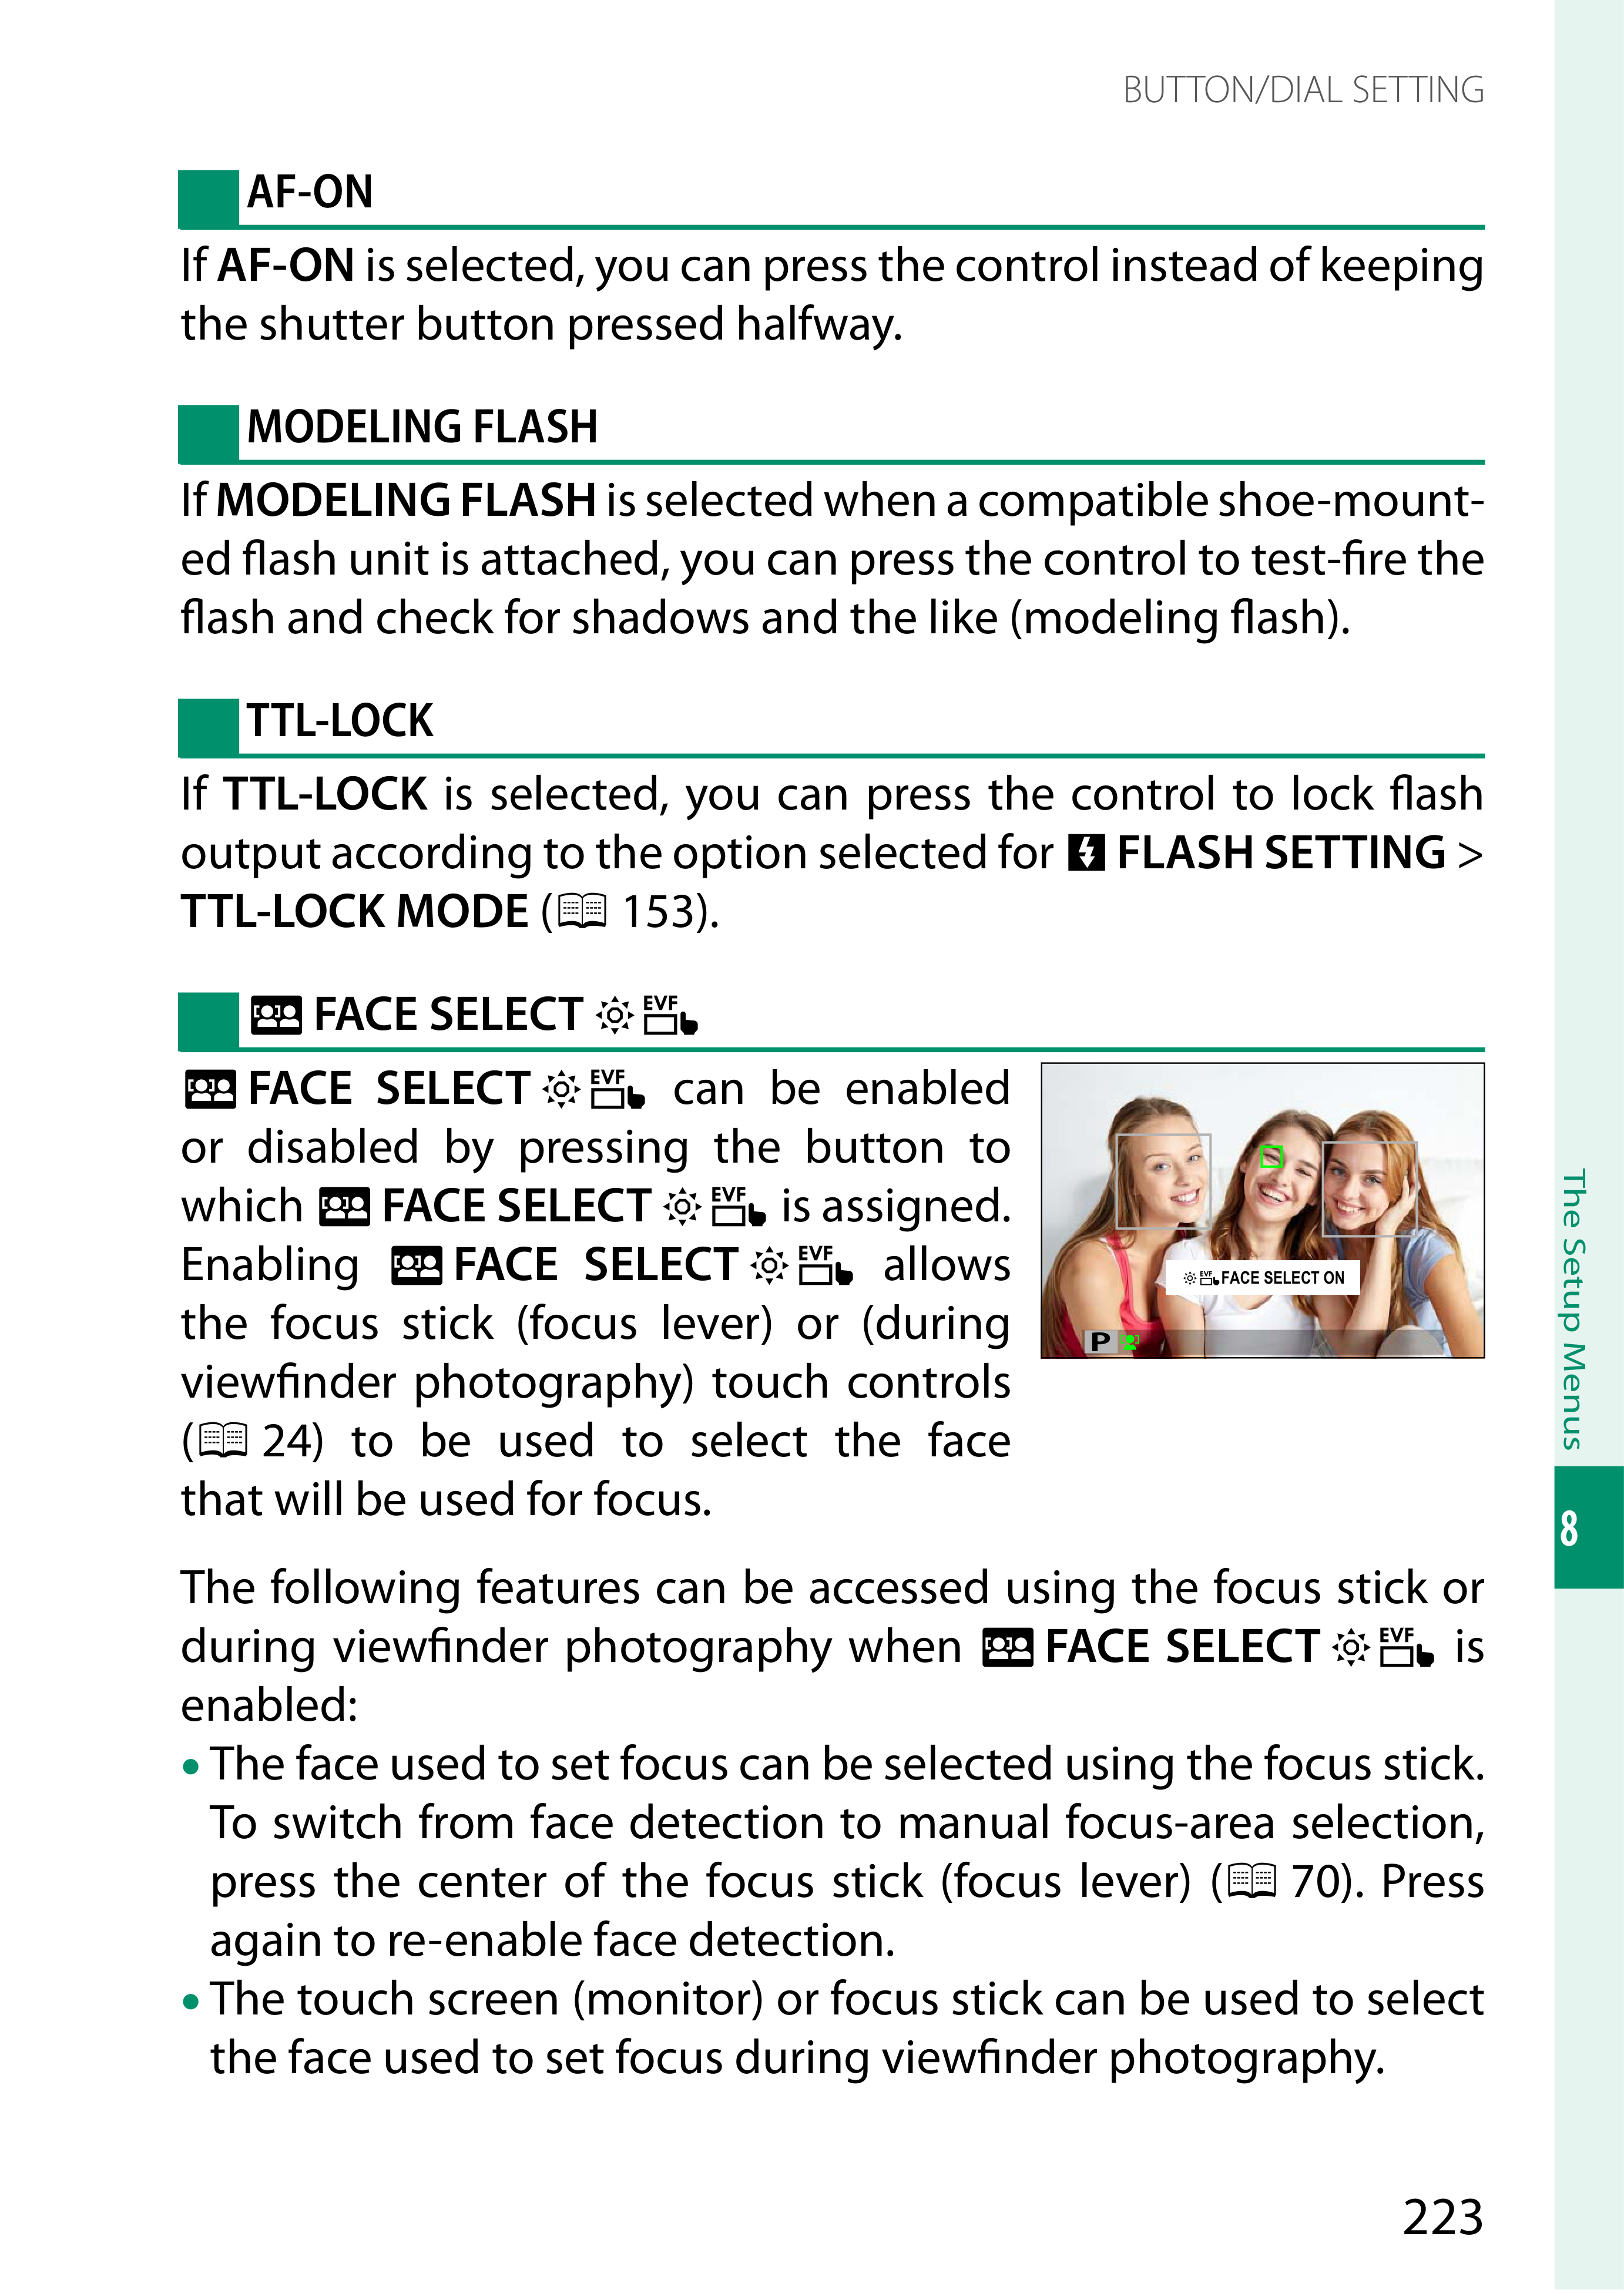 BUTTON/DIAL SETTING
AF-ON
If AF-ON is selected, you can press the control instead of keeping
the shutter button pressed halfway.
MODELING FLASH
If MODELING FLASH is selected when a compatible shoe-mount-
ed flash unit is attached, you can press the control to test-fire the
flash and check for shadows and the like (modeling flash).
TTL-LOCK
If TTL-LOCK is selected, you can press the control to lock flash
output according to the option selected for FLASH SETTING >
TTL-LOCK MODE ( 153).
FACE SELECT EVF
FACE SELECT EVF can be enabled
or disabled by pressing the button to
which FACE SELECT EVF is assigned.
Enabling FACE SELECT EVF allows
the focus stick (focus lever) or (during
viewfinder photography) touch controls
( 24) to be used to select the face
that will be used for focus.
EVF FACE SELECT ON
P
The following features can be accessed using the focus stick or
during viewfinder photography when FACE SELECT EVF is
enabled:
• The face used to set focus can be selected using the focus stick.
To switch from face detection to manual focus-area selection,
press the center of the focus stick (focus lever) ( 70). Press
again to re-enable face detection.
• The touch screen (monitor) or focus stick can be used to select
the face used to set focus during viewfinder photography.
The Setup Menus
8
223